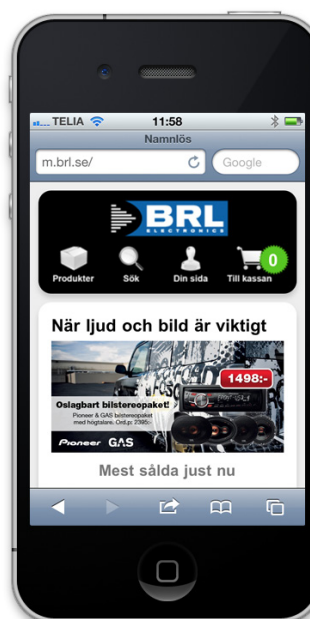 TELIA 11:58
Namnlös
m.brl.se/ Google
BRL
ELECTRONICS
Produkter Sök Din sida Till kassan 0
När ljud och bild är viktigt
1498:-
Oslagbart bilstereopaket!
Pioneer & GAS bilstereopaket
med högtalare. Ord.p: 2395:-
Pioneer GAS
Mest sålda just nu